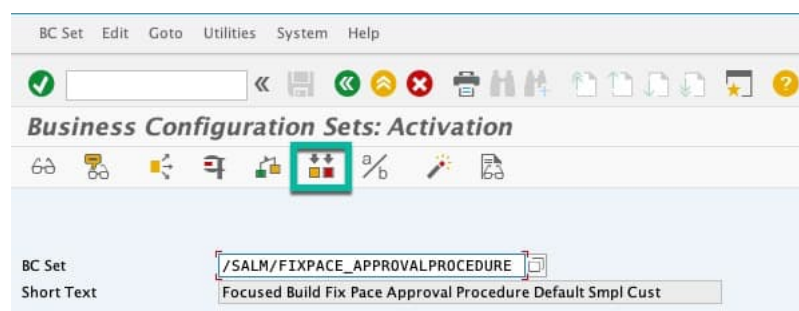 BC Set Edit Goto Utilities System Help
Business Configuration Sets: Activation
a/b
BC Set /SALM/FIXPACE_APPROVALPROCEDURE
Short Text Focused Build Fix Pace Approval Procedure Default Smpl Cust